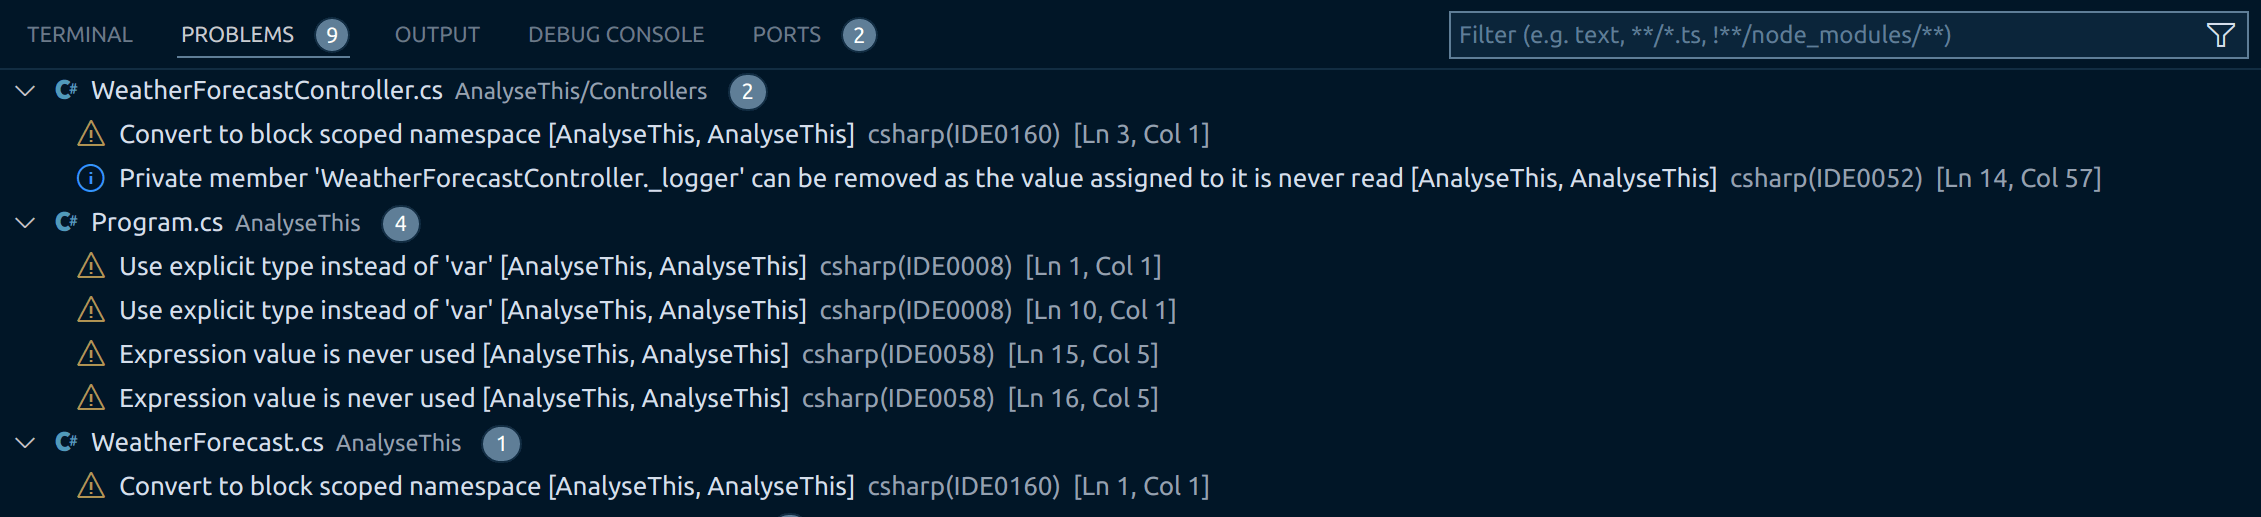 TERMINAL PROBLEMS 9 OUTPUT DEBUG CONSOLE PORTS 2 Filter (e.g. text, **/*.ts, !**/node_modules/**)
C# WeatherForecastController.cs AnalyseThis/Controllers 2
Convert to block scoped namespace [AnalyseThis, AnalyseThis] csharp(IDE0160) [Ln 3, Col 1]
Private member 'WeatherForecastController._logger' can be removed as the value assigned to it is never read [AnalyseThis, AnalyseThis] csharp(IDE0052) [Ln 14, Col 57]
C# Program.cs AnalyseThis 4
Use explicit type instead of 'var' [AnalyseThis, AnalyseThis] csharp(IDE0008) [Ln 1, Col 1]
Use explicit type instead of 'var' [AnalyseThis, AnalyseThis] csharp(IDE0008) [Ln 10, Col 1]
Expression value is never used [AnalyseThis, AnalyseThis] csharp(IDE0058) [Ln 15, Col 5]
Expression value is never used [AnalyseThis, AnalyseThis] csharp(IDE0058) [Ln 16, Col 5]
C# WeatherForecast.cs AnalyseThis 1
Convert to block scoped namespace [AnalyseThis, AnalyseThis] csharp(IDE0160) [Ln 1, Col 1]